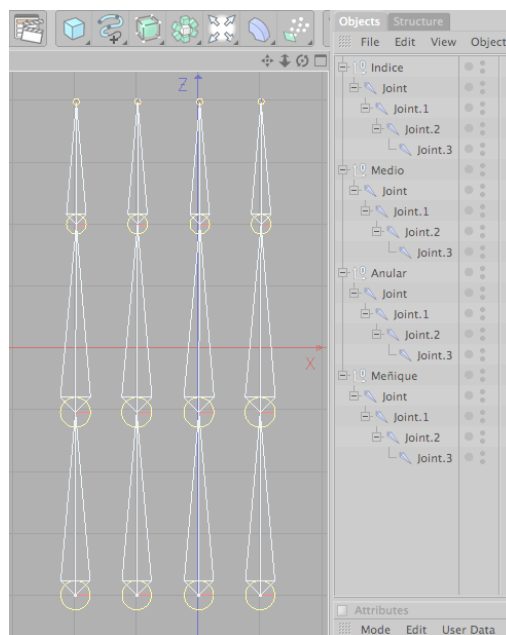 Objects Structure
File Edit View Object
Indice
Joint
Joint.1
Joint.2
Joint.3
Medio
Joint
Joint.1
Joint.2
Joint.3
Anular
Joint
Joint.1
Joint.2
Joint.3
Meñique
Joint
Joint.1
Joint.2
Joint.3
Attributes
Mode Edit User Data
Z
X